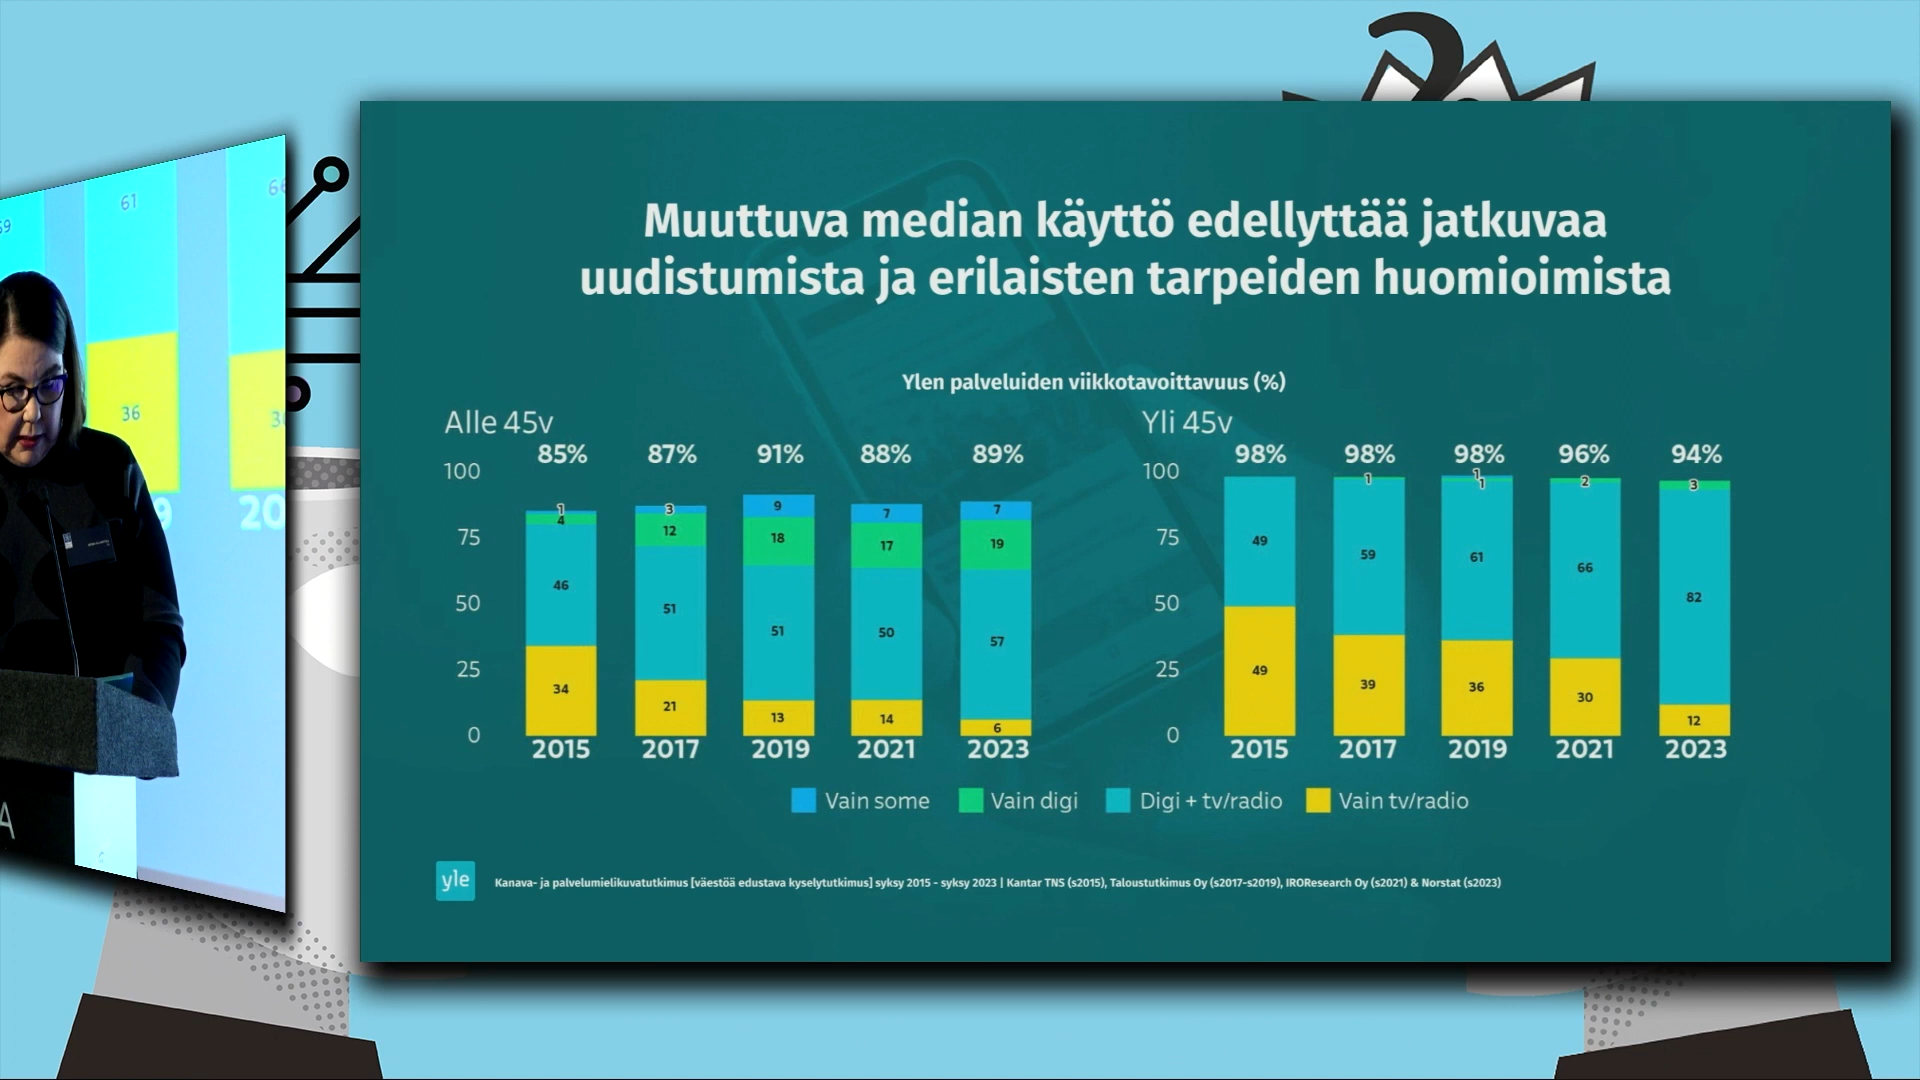 Muuttuva median käyttö edellyttää jatkuvaa
uudistumista ja erilaisten tarpeiden huomioimista
Ylen palveluiden viikkotavoittavuus (%)
Alle 45v
85% 87% 91% 88% 89%
100
75
50
25
0
1 3 9 7 7
4 12 18 17 19
46 51 51 50 57
34 21 13 14 6
2015 2017 2019 2021 2023
Yli 45v
98% 98% 98% 96% 94%
100
75
50
25
0
1 1 1 2 3
49 59 61 66 82
49 39 36 30 12
2015 2017 2019 2021 2023
Vain some Vain digi Digi + tv/radio Vain tv/radio
yle
Kanava- ja palvelumielikuvatutkimus [väestöä edustava kyselytutkimus] syksy 2015 - syksy 2023 | Kantar TNS (s2015), Taloustutkimus Oy (s2017-s2019), IROResearch Oy (s2021) & Norstat (s2023)
61
36
20
A
?